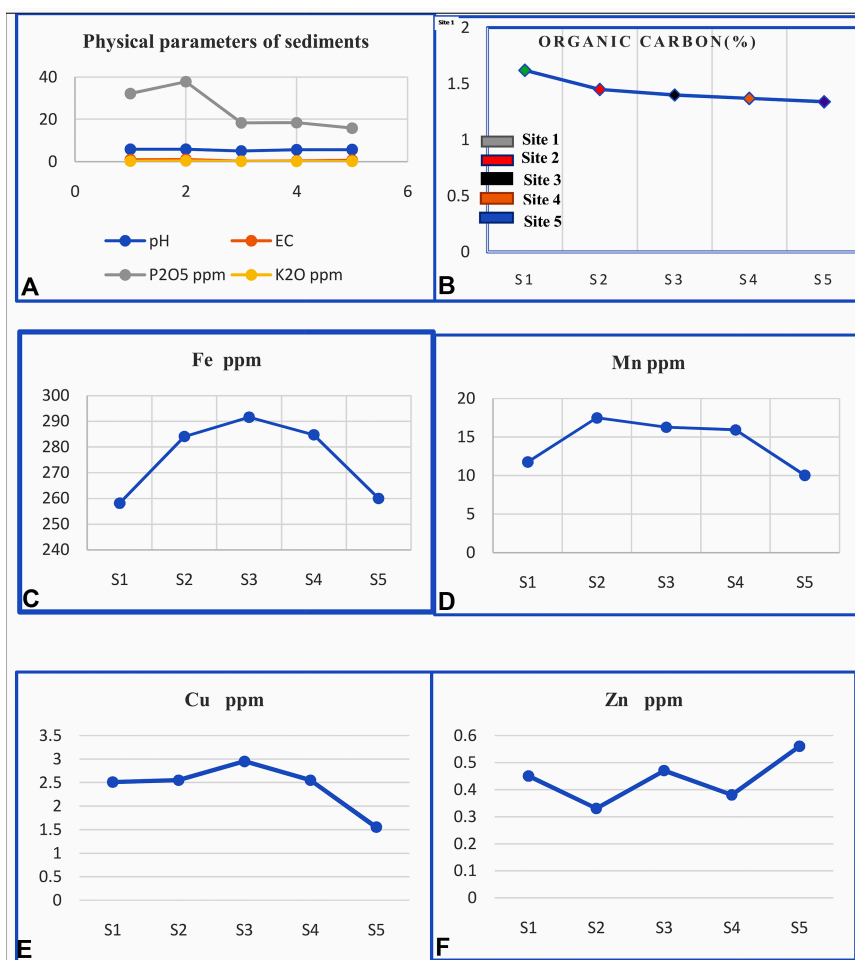 Physical parameters of sediments
40
20
0
0 2 4 6
pH EC
P2O5 ppm K2O ppm
A
Site 1
ORGANIC CARBON(%)
2
1.5
1
0.5
0
Site 1
Site 2
Site 3
Site 4
Site 5
S1 S2 S3 S4 S5
B
Fe ppm
300
290
280
270
260
250
240
S1 S2 S3 S4 S5
C
Mn ppm
20
15
10
5
0
S1 S2 S3 S4 S5
D
Cu ppm
3.5
3
2.5
2
1.5
1
0.5
0
S1 S2 S3 S4 S5
E
Zn ppm
0.6
0.5
0.4
0.3
0.2
0.1
0
S1 S2 S3 S4 S5
F